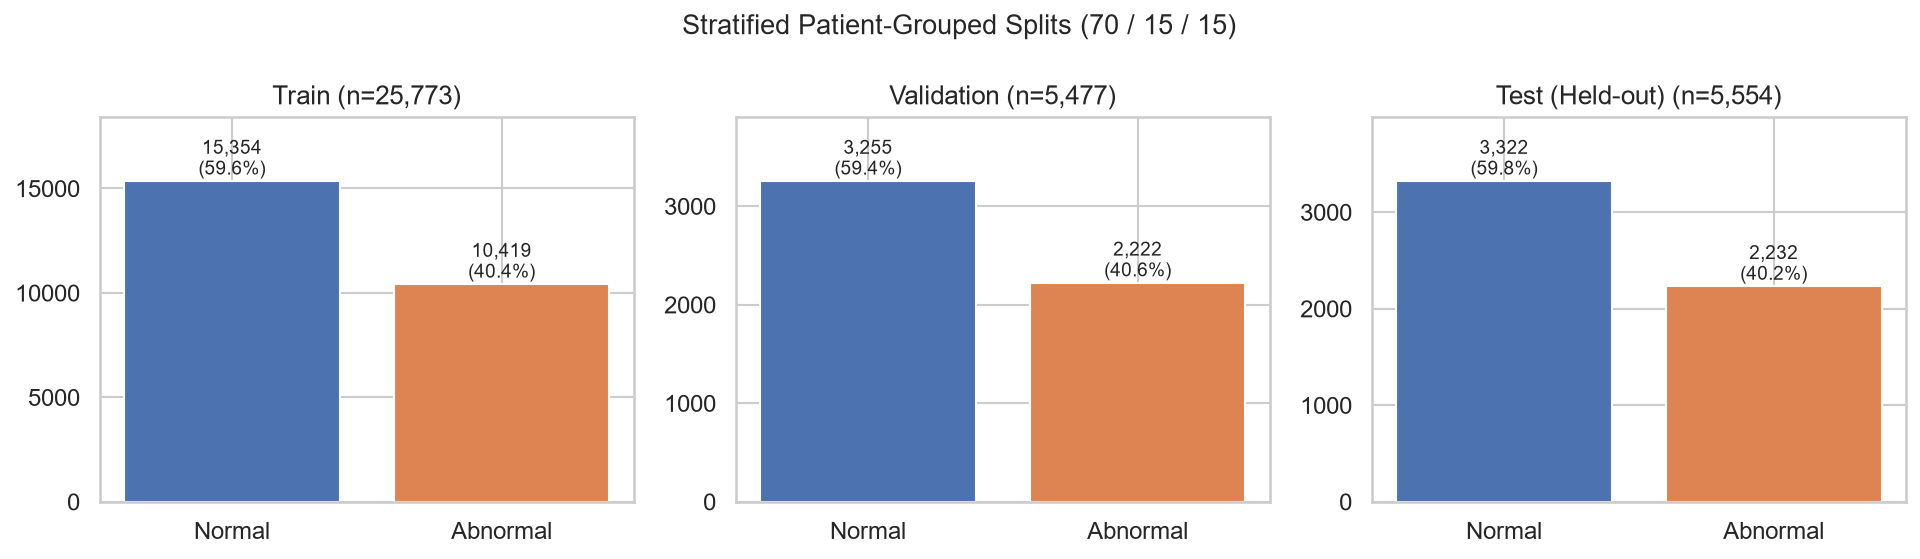 Stratified Patient-Grouped Splits (70 / 15 / 15)
Train (n=25,773)
15,354
(59.6%)
10,419
(40.4%)
15000
10000
5000
0
Normal
Abnormal
Validation (n=5,477)
3,255
(59.4%)
2,222
(40.6%)
3000
2000
1000
0
Normal
Abnormal
Test (Held-out) (n=5,554)
3,322
(59.8%)
2,232
(40.2%)
3000
2000
1000
0
Normal
Abnormal